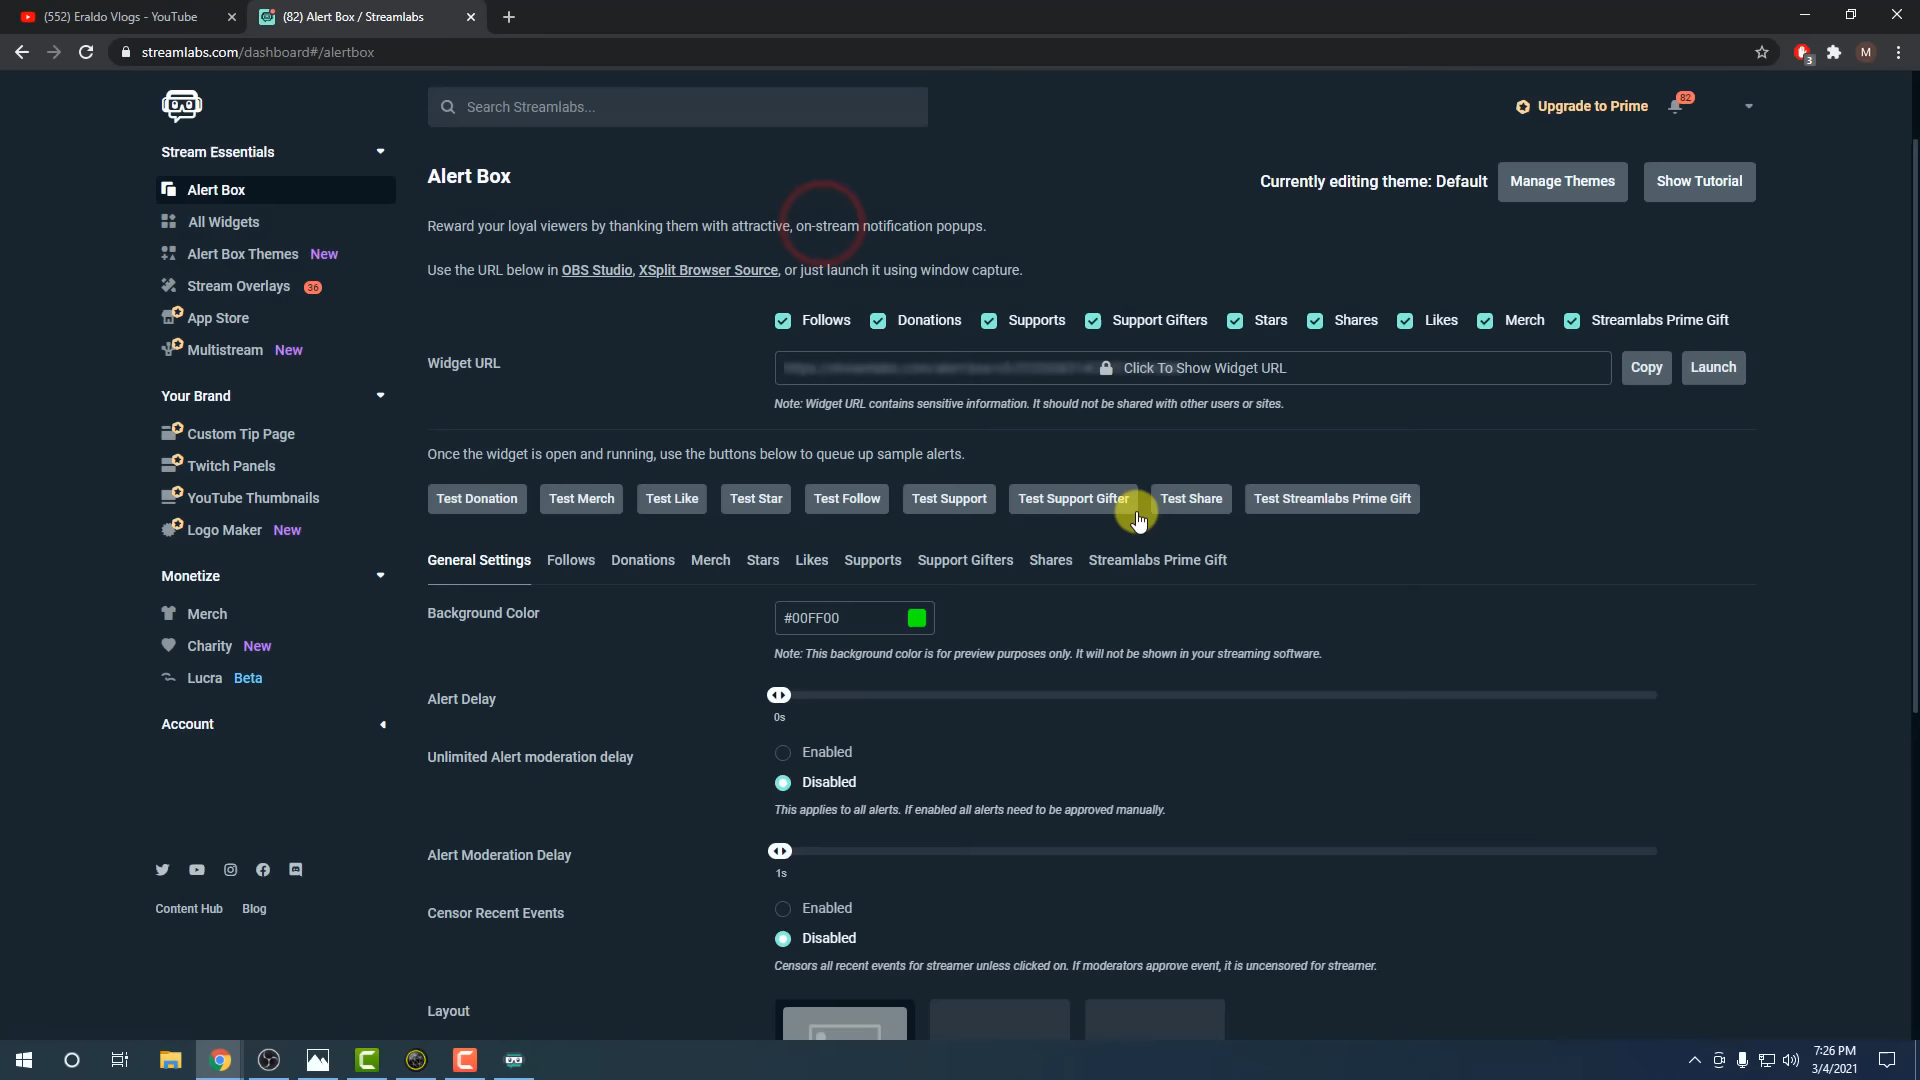 (552) Eraldo Vlogs - YouTube
(82) Alert Box / Streamlabs
streamlabs.com/dashboard#/alertbox
3
M
Search Streamlabs...
Upgrade to Prime
82
Stream Essentials
Alert Box
All Widgets
Alert Box Themes New
Stream Overlays 36
App Store
Multistream New
Your Brand
Custom Tip Page
Twitch Panels
YouTube Thumbnails
Logo Maker New
Monetize
Merch
Charity New
Lucra Beta
Account
Content Hub Blog
Alert Box
Currently editing theme: Default
Manage Themes
Show Tutorial
Reward your loyal viewers by thanking them with attractive, on-stream notification popups.
Use the URL below in OBS Studio, XSplit Browser Source, or just launch it using window capture.
Follows Donations Supports Support Gifters Stars Shares Likes Merch Streamlabs Prime Gift
Widget URL
Click To Show Widget URL
Copy
Launch
Note: Widget URL contains sensitive information. It should not be shared with other users or sites.
Once the widget is open and running, use the buttons below to queue up sample alerts.
Test Donation Test Merch Test Like Test Star Test Follow Test Support Test Support Gifter Test Share Test Streamlabs Prime Gift
General Settings Follows Donations Merch Stars Likes Supports Support Gifters Shares Streamlabs Prime Gift
Background Color
#00FF00
Note: This background color is for preview purposes only. It will not be shown in your streaming software.
Alert Delay
0s
Unlimited Alert moderation delay
Enabled
Disabled
This applies to all alerts. If enabled all alerts need to be approved manually.
Alert Moderation Delay
1s
Censor Recent Events
Enabled
Disabled
Censors all recent events for streamer unless clicked on. If moderators approve event, it is uncensored for streamer.
Layout
7:26 PM
3/4/2021